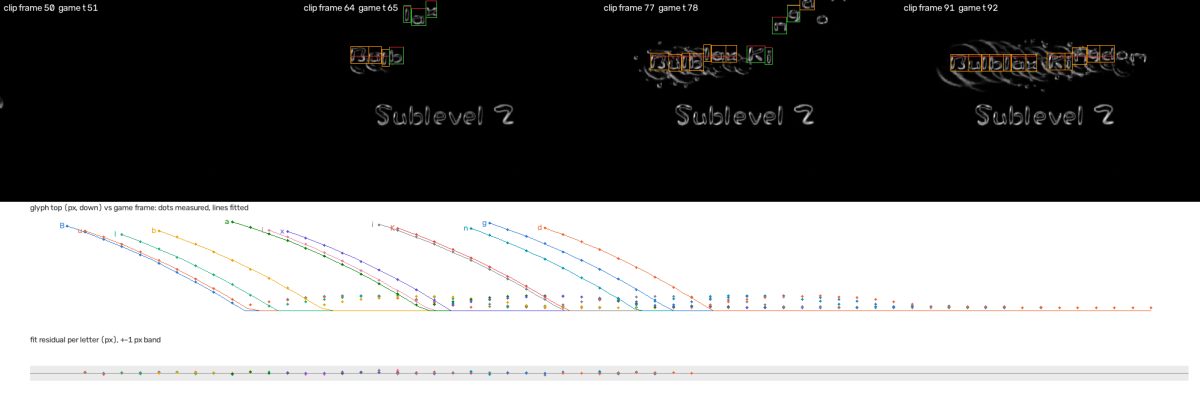 clip frame 50 game t 51
clip frame 64 game t 65
clip frame 77 game t 78
clip frame 91 game t 92
l a x
B u l b
n g d o
B u l b l a x K i
B u l b l a x K i n g d o m
Sublevel 2
Sublevel 2
Sublevel 2
glyph top (px, down) vs game frame: dots measured, lines fitted
B u l b a l x i K n g d
fit residual per letter (px), +-1 px band